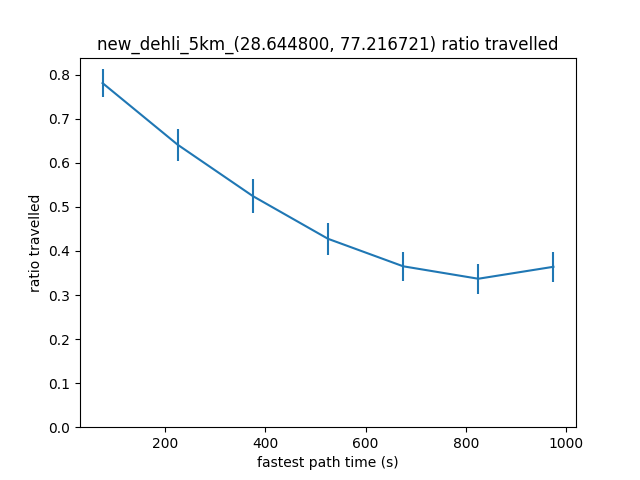 new_dehli_5km_(28.644800, 77.216721) ratio travelled
0.8
0.7
0.6
0.5
0.4
0.3
0.2
0.1
0.0
ratio travelled
200 400 600 800 1000
fastest path time (s)